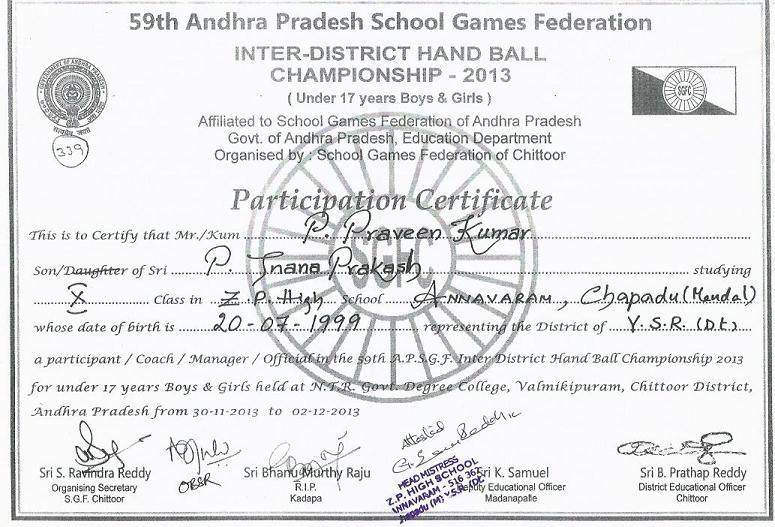 59th Andhra Pradesh School Games Federation
INTER-DISTRICT HAND BALL
CHAMPIONSHIP - 2013
( Under 17 years Boys & Girls )
SGFC
Affiliated to School Games Federation of Andhra Pradesh
Govt. of Andhra Pradesh, Education Department
Organised by : School Games Federation of Chittoor
339
Participation Certificate
This is to Certify that Mr./Kum P. Praveen Kumar
SGFC
Son/Daughter of Sri P. Jnana Prakash studying
X Class in Z.P. High School ANNAVARAM, Chapadu (Mandal)
whose date of birth is 20-07-1999 representing the District of Y.S.R. (Dt.)
a participant / Coach / Manager / Official in the 59th A.P.S.G.F. Inter District Hand Ball Championship 2013
for under 17 years Boys & Girls held at N.T.R. Govt. Degree College, Valmikipuram, Chittoor District,
Andhra Pradesh from 30-11-2013 to 02-12-2013
Attested
Sri S. Ravindra Reddy
Organising Secretary
S.G.F. Chittoor
OBSR
Sri Bhanu Murthy Raju
R.I.P.
Kadapa
HEAD MISTRESS
Z.P. HIGH SCHOOL
ANNAVARAM - 516 362
Chapadu (M) Y.S.R. (Dt)
Sri K. Samuel
Deputy Educational Officer
Madanapalle
Sri B. Prathap Reddy
District Educational Officer
Chittoor